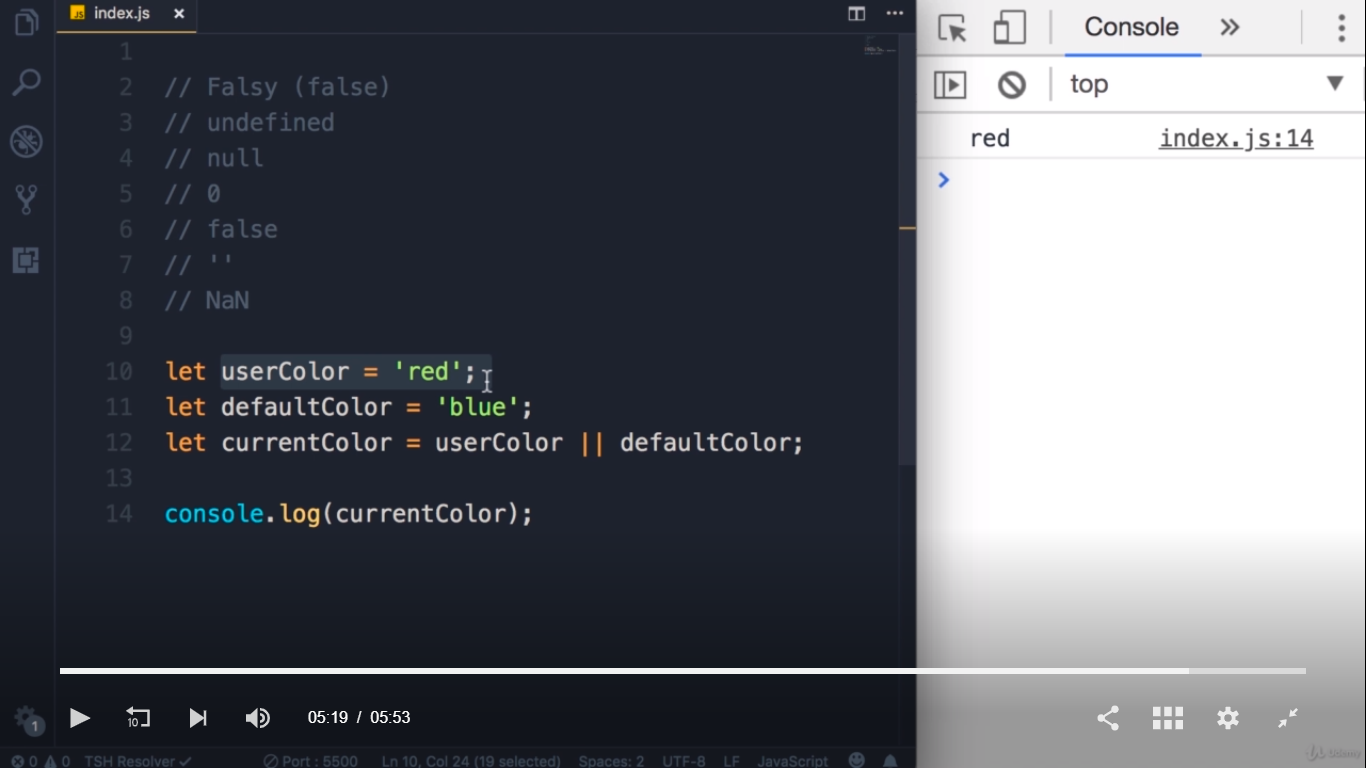 JS index.js ×
1
2 // Falsy (false)
3 // undefined
4 // null
5 // 0
6 // false
7 // ''
8 // NaN
9
10 let userColor = 'red';
11 let defaultColor = 'blue';
12 let currentColor = userColor || defaultColor;
13
14 console.log(currentColor);
Console »
top
red index.js:14
>
10 05:19 / 05:53
1
0 0 TSH Resolver Port : 5500 Ln 10, Col 24 (19 selected) Spaces: 2 UTF-8 LF JavaScript
Udemy